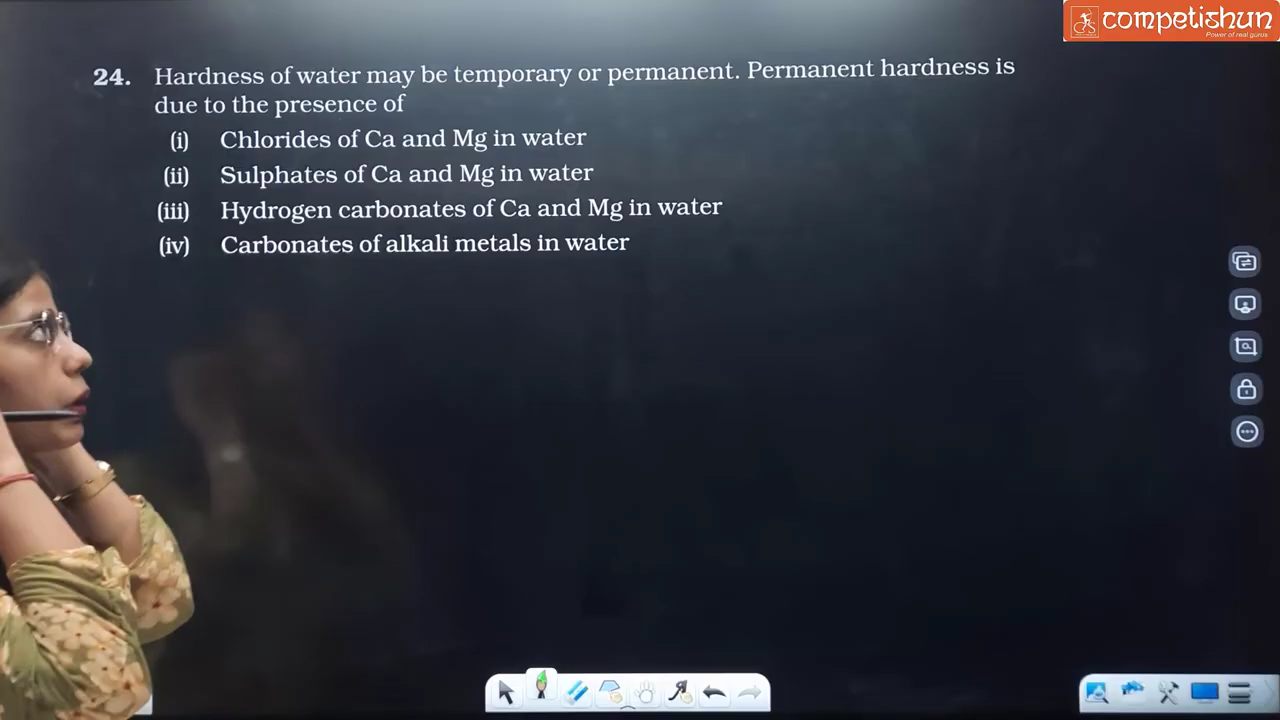 competishun
Power of real gurus
24. Hardness of water may be temporary or permanent. Permanent hardness is
due to the presence of
(i) Chlorides of Ca and Mg in water
(ii) Sulphates of Ca and Mg in water
(iii) Hydrogen carbonates of Ca and Mg in water
(iv) Carbonates of alkali metals in water